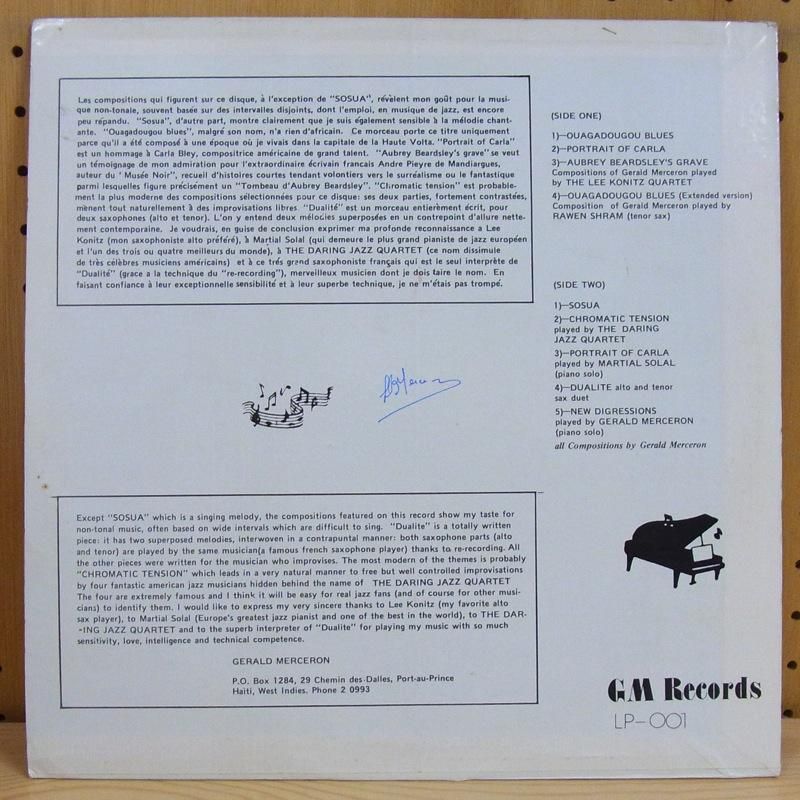 Les compositions qui figurent sur ce disque, à l'exception de "SOSUA", révèlent mon goût pour la musi-
que non-tonale, souvent basée sur des intervalles disjoints, dont l'emploi, en musique de jazz, est encore
peu répandu. "Sosua", d'autre part, montre clairement que je suis également sensible à la mélodie chant-
ante. "Ouagadougou blues", malgré son nom, n'a rien d'africain. Ce morceau porte ce titre uniquement
parce qu'il a été composé à une époque où je vivais dans la capitale de la Haute Volta. "Portrait of Carla"
est un hommage à Carla Bley, compositrice américaine de grand talent. "Aubrey Beardsley's grave" se veut
un témoignage de mon admiration pour l'extraordinaire écrivain français Andre Pieyre de Mandiargues,
auteur du 'Musée Noir", recueil d'histoires courtes tendant volontiers vers le surréalisme ou le fantastique
parmi lesquelles figure précisement un "Tombeau d'Aubrey Beardsley". "Chromatic tension" est probable-
ment la plus moderne des compositions sélectionnées pour ce disque: ses deux parties, fortement contrastées,
mènent tout naturellement à des improvisations libres. "Dualité" est un morceau entièrement écrit, pour
deux saxophones (alto et tenor). L'on y entend deux mélodies superposées en un contrepoint d'allure nette-
ment contemporaine. Je voudrais, en guise de conclusion exprimer ma profonde reconnaissance a Lee
Konitz (mon saxophoniste alto préféré), à Martial Solal (qui demeure le plus grand pianiste de jazz européen
et l'un des trois ou quatre meilleurs du monde), à THE DARING JAZZ QUARTET (ce nom dissimule
de très célèbres musiciens américains) et à ce très grand saxophoniste français qui est le seul interprète de
"Dualité" (grace a la technique du "re-recording"), merveilleux musicien dont je dois taire le nom. En
faisant confiance à leur exceptionnelle sensibilité et à leur superbe technique, je ne m'étais pas trompé.
(SIDE ONE)
1)—OUAGADOUGOU BLUES
2)—PORTRAIT OF CARLA
3)—AUBREY BEARDSLEY'S GRAVE
Compositions of Gerald Merceron played
by THE LEE KONITZ QUARTET
4)—OUAGADOUGOU BLUES (Extended version)
Composition of Gerald Merceron played by
RAWEN SHRAM (tenor sax)
(SIDE TWO)
1)—SOSUA
2)—CHROMATIC TENSION
played by THE DARING
JAZZ QUARTET
3)—PORTRAIT OF CARLA
played by MARTIAL SOLAL
(piano solo)
4)—DUALITE alto and tenor
sax duet
5)—NEW DIGRESSIONS
played by GERALD MERCERON
(piano solo)
all Compositions by Gerald Merceron
Except "SOSUA" which is a singing melody, the compositions featured on this record show my taste for
non-tonal music, often based on wide intervals which are difficult to sing. "Dualite" is a totally written
piece: it has two superposed melodies, interwoven in a contrapuntal manner: both saxophone parts (alto
and tenor) are played by the same musician(a famous french saxophone player) thanks to re-recording. All
the other pieces were written for the musician who improvises. The most modern of the themes is probably
"CHROMATIC TENSION" which leads in a very natural manner to free but well controlled improvisations
by four fantastic american jazz musicians hidden behind the name of THE DARING JAZZ QUARTET
The four are extremely famous and I think it will be easy for real jazz fans (and of course for other musi-
cians) to identify them. I would like to express my very sincere thanks to Lee Konitz (my favorite alto
sax player), to Martial Solal (Europe's greatest jazz pianist and one of the best in the world), to THE DAR-
-ING JAZZ QUARTET and to the superb interpreter of "Dualite" for playing my music with so much
sensitivity, love, intelligence and technical competence.
GERALD MERCERON
P.O. Box 1284, 29 Chemin des Dalles, Port-au-Prince
Haiti, West Indies. Phone 2 0993
GM Records
LP-001